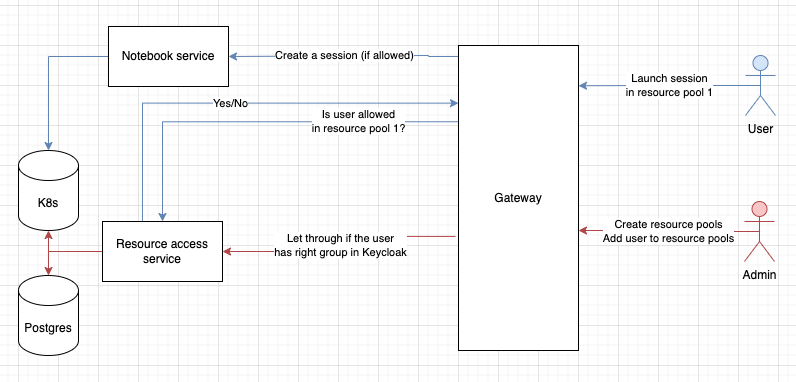 Notebook service
Create a session (if allowed)
Launch session
in resource pool 1
User
Yes/No
Is user allowed
in resource pool 1?
K8s
Gateway
Resource access
service
Let through if the user
has right group in Keycloak
Create resource pools
Add user to resource pools
Admin
Postgres